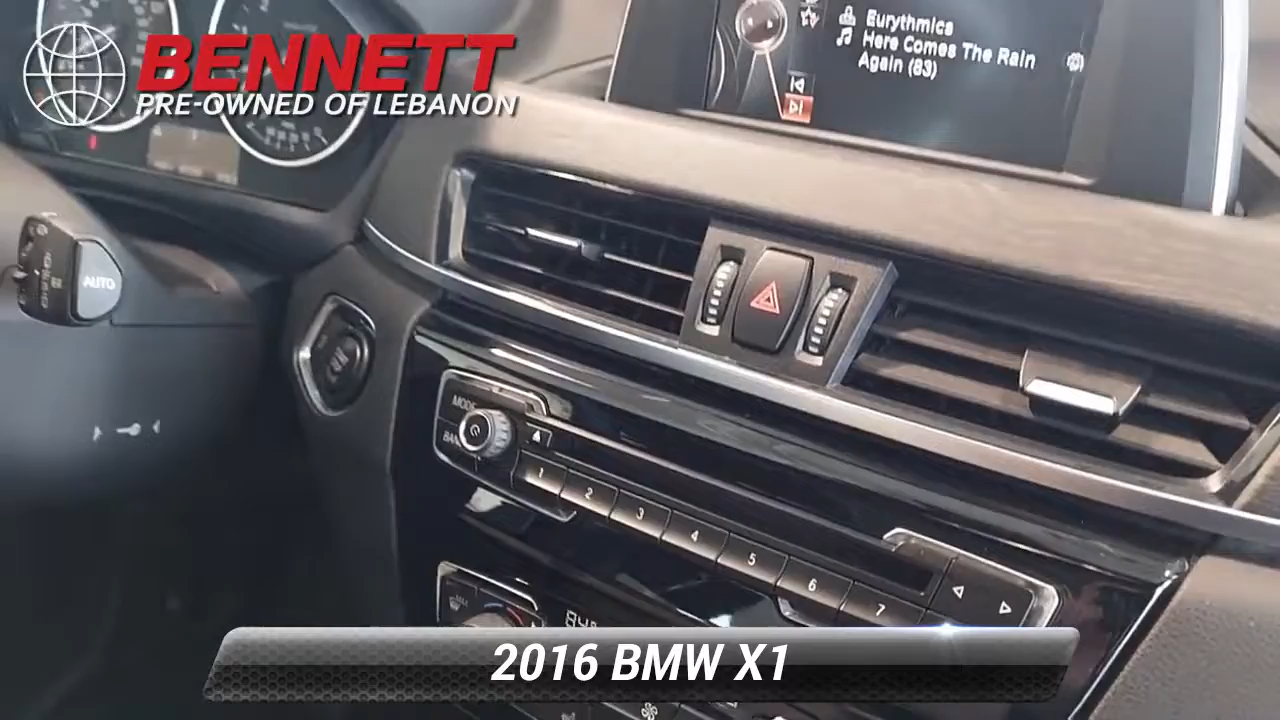 BENNETT
PRE-OWNED OF LEBANON
Eurythmics
Here Comes The Rain
Again (83)
AUTO
MODE
1
2
3
4
5
6
7
2016 BMW X1